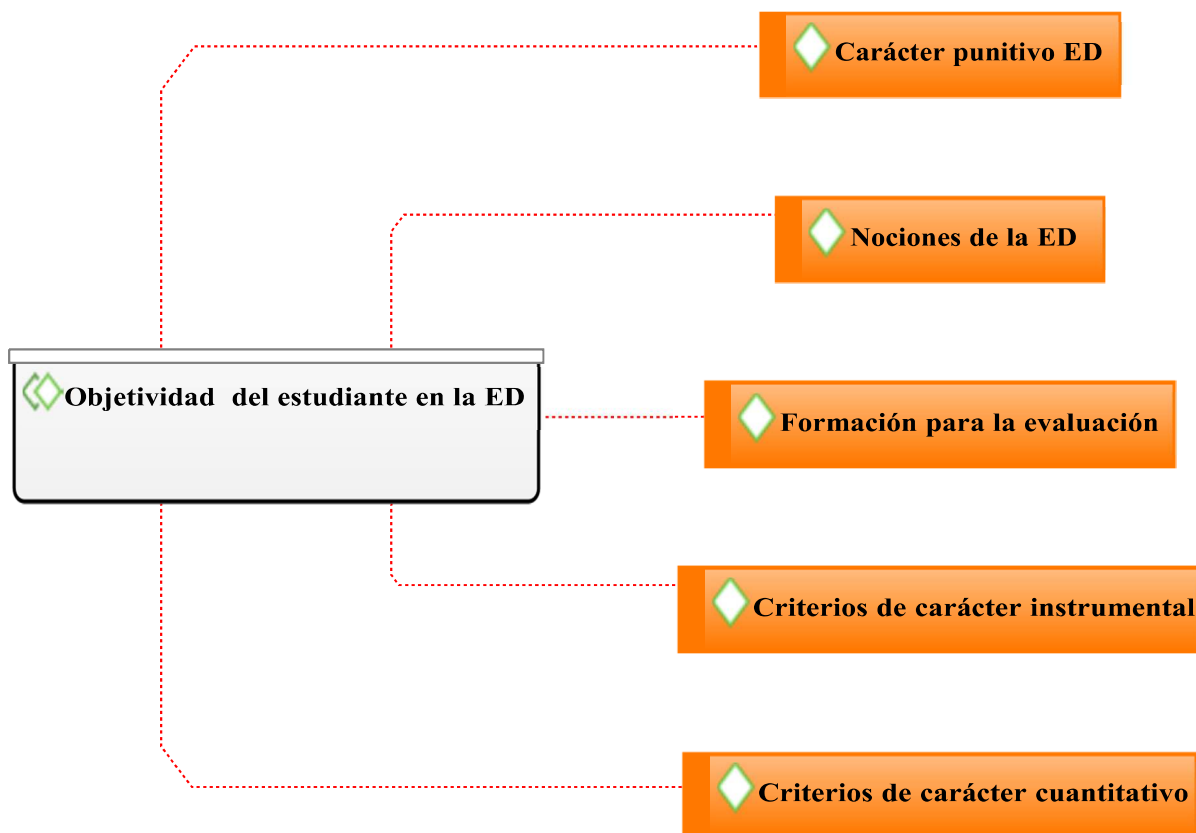 Carácter punitivo ED
Nociones de la ED
Objetividad  del estudiante en la ED
Formación para la evaluación
Criterios de carácter instrumental
Criterios de carácter cuantitativo